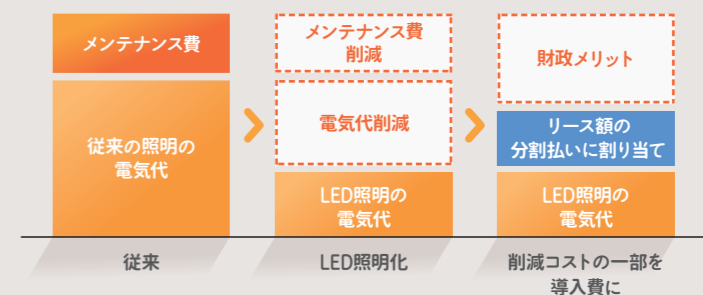 メンテナンス費
従来の照明の
電気代
従来
メンテナンス費
削減
電気代削減
LED照明の
電気代
LED照明化
財政メリット
リース額の
分割払いに割り当て
LED照明の
電気代
削減コストの一部を
導入費に